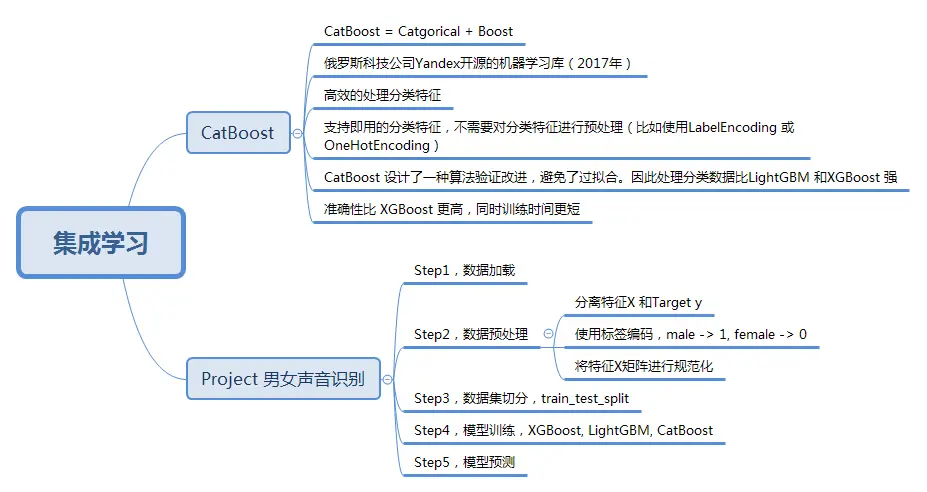 集成学习
CatBoost
CatBoost = Catgorical + Boost
俄罗斯科技公司Yandex开源的机器学习库（2017年）
高效的处理分类特征
支持即用的分类特征，不需要对分类特征进行预处理（比如使用LabelEncoding 或
OneHotEncoding）
CatBoost 设计了一种算法验证改进，避免了过拟合。因此处理分类数据比LightGBM 和XGBoost 强
准确性比 XGBoost 更高，同时训练时间更短
Project 男女声音识别
Step1，数据加载
Step2，数据预处理
分离特征X 和Target y
使用标签编码，male -> 1, female -> 0
将特征X矩阵进行规范化
Step3，数据集切分，train_test_split
Step4，模型训练，XGBoost, LightGBM, CatBoost
Step5，模型预测